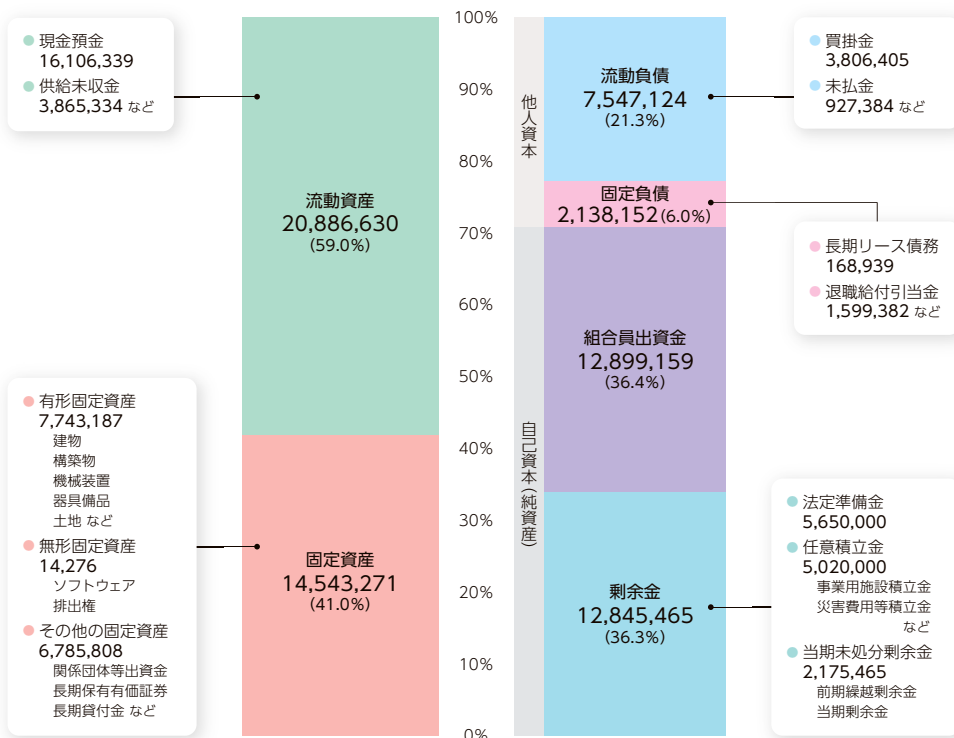 現金預金
16,106,339
供給未収金
3,865,334 など
流動資産
20,886,630
(59.0%)
有形固定資産
7,743,187
建物
構築物
機械装置
器具備品
土地 など
無形固定資産
14,276
ソフトウェア
排出権
その他の固定資産
6,785,808
関係団体等出資金
長期保有有価証券
長期貸付金 など
固定資産
14,543,271
(41.0%)
100%
90%
80%
70%
60%
50%
40%
30%
20%
10%
0%
他人資本
自己資本(純資産)
流動負債
7,547,124
(21.3%)
固定負債
2,138,152(6.0%)
組合員出資金
12,899,159
(36.4%)
剰余金
12,845,465
(36.3%)
買掛金
3,806,405
未払金
927,384 など
長期リース債務
168,939
退職給付引当金
1,599,382 など
法定準備金
5,650,000
任意積立金
5,020,000
事業用施設積立金
災害費用等積立金
など
当期未処分剰余金
2,175,465
前期繰越剰余金
当期剰余金